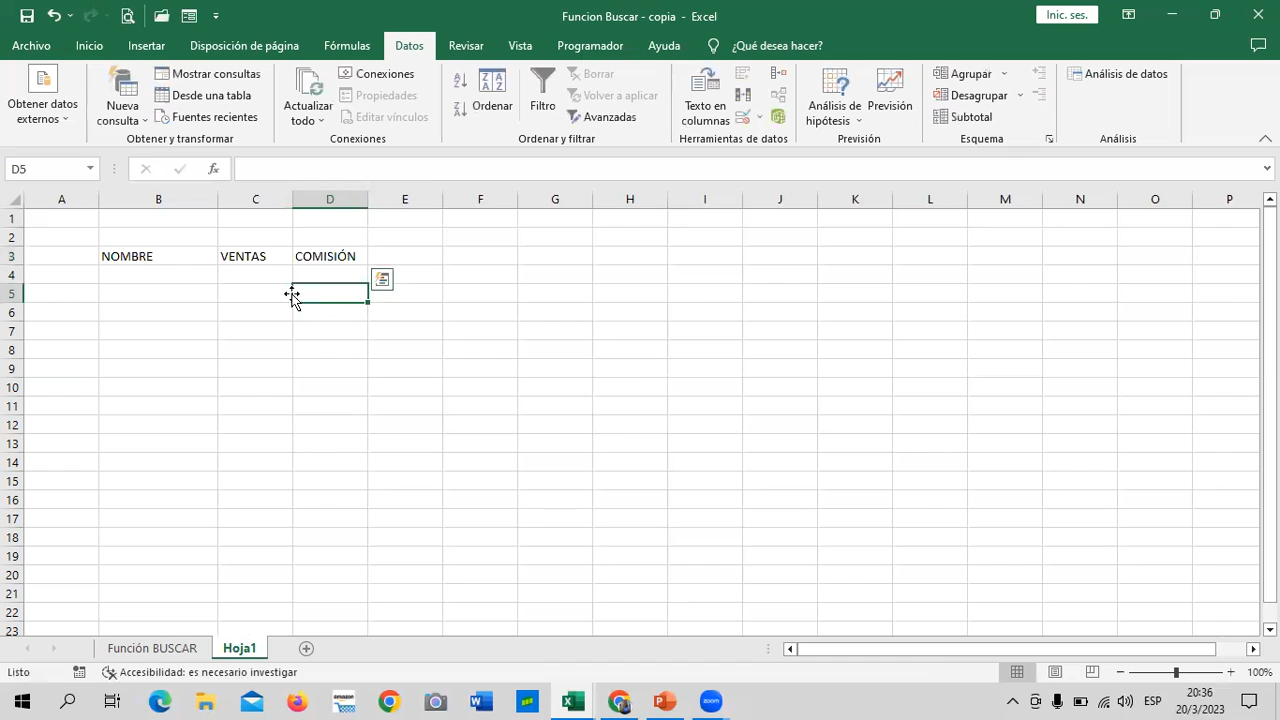 Funcion Buscar - copia - Excel
Inic. ses.
Archivo Inicio Insertar Disposición de página Fórmulas Datos Revisar Vista Programador Ayuda ¿Qué desea hacer?
Obtener datos externos
Nueva consulta
Mostrar consultas
Desde una tabla
Fuentes recientes
Obtener y transformar
Actualizar todo
Conexiones
Propiedades
Editar vínculos
Conexiones
Ordenar
Filtro
Borrar
Volver a aplicar
Avanzadas
Ordenar y filtrar
Texto en columnas
Herramientas de datos
Análisis de hipótesis
Previsión
Previsión
Agrupar
Desagrupar
Subtotal
Esquema
Análisis de datos
Análisis
D5 fx
A B C D E F G H I J K L M N O P
1
2
3 NOMBRE VENTAS COMISIÓN
4
5
6
7
8
9
10
11
12
13
14
15
16
17
18
19
20
21
22
23
Función BUSCAR Hoja1
Listo Accesibilidad: es necesario investigar 100%
amazon W X P zoom ESP 20:36
20/3/2023